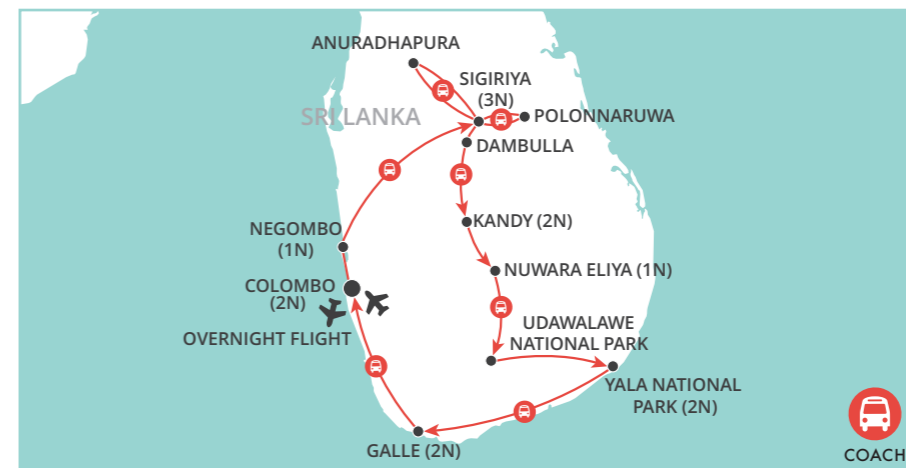 ANURADHAPURA
SIGIRIYA
(3N)
SRI LANKA
POLONNARUWA
DAMBULLA
KANDY (2N)
NEGOMBO
(1N)
NUWARA ELIYA (1N)
COLOMBO
(2N)
OVERNIGHT FLIGHT
UDAWALAWE
NATIONAL PARK
YALA NATIONAL
PARK (2N)
GALLE (2N)
COACH